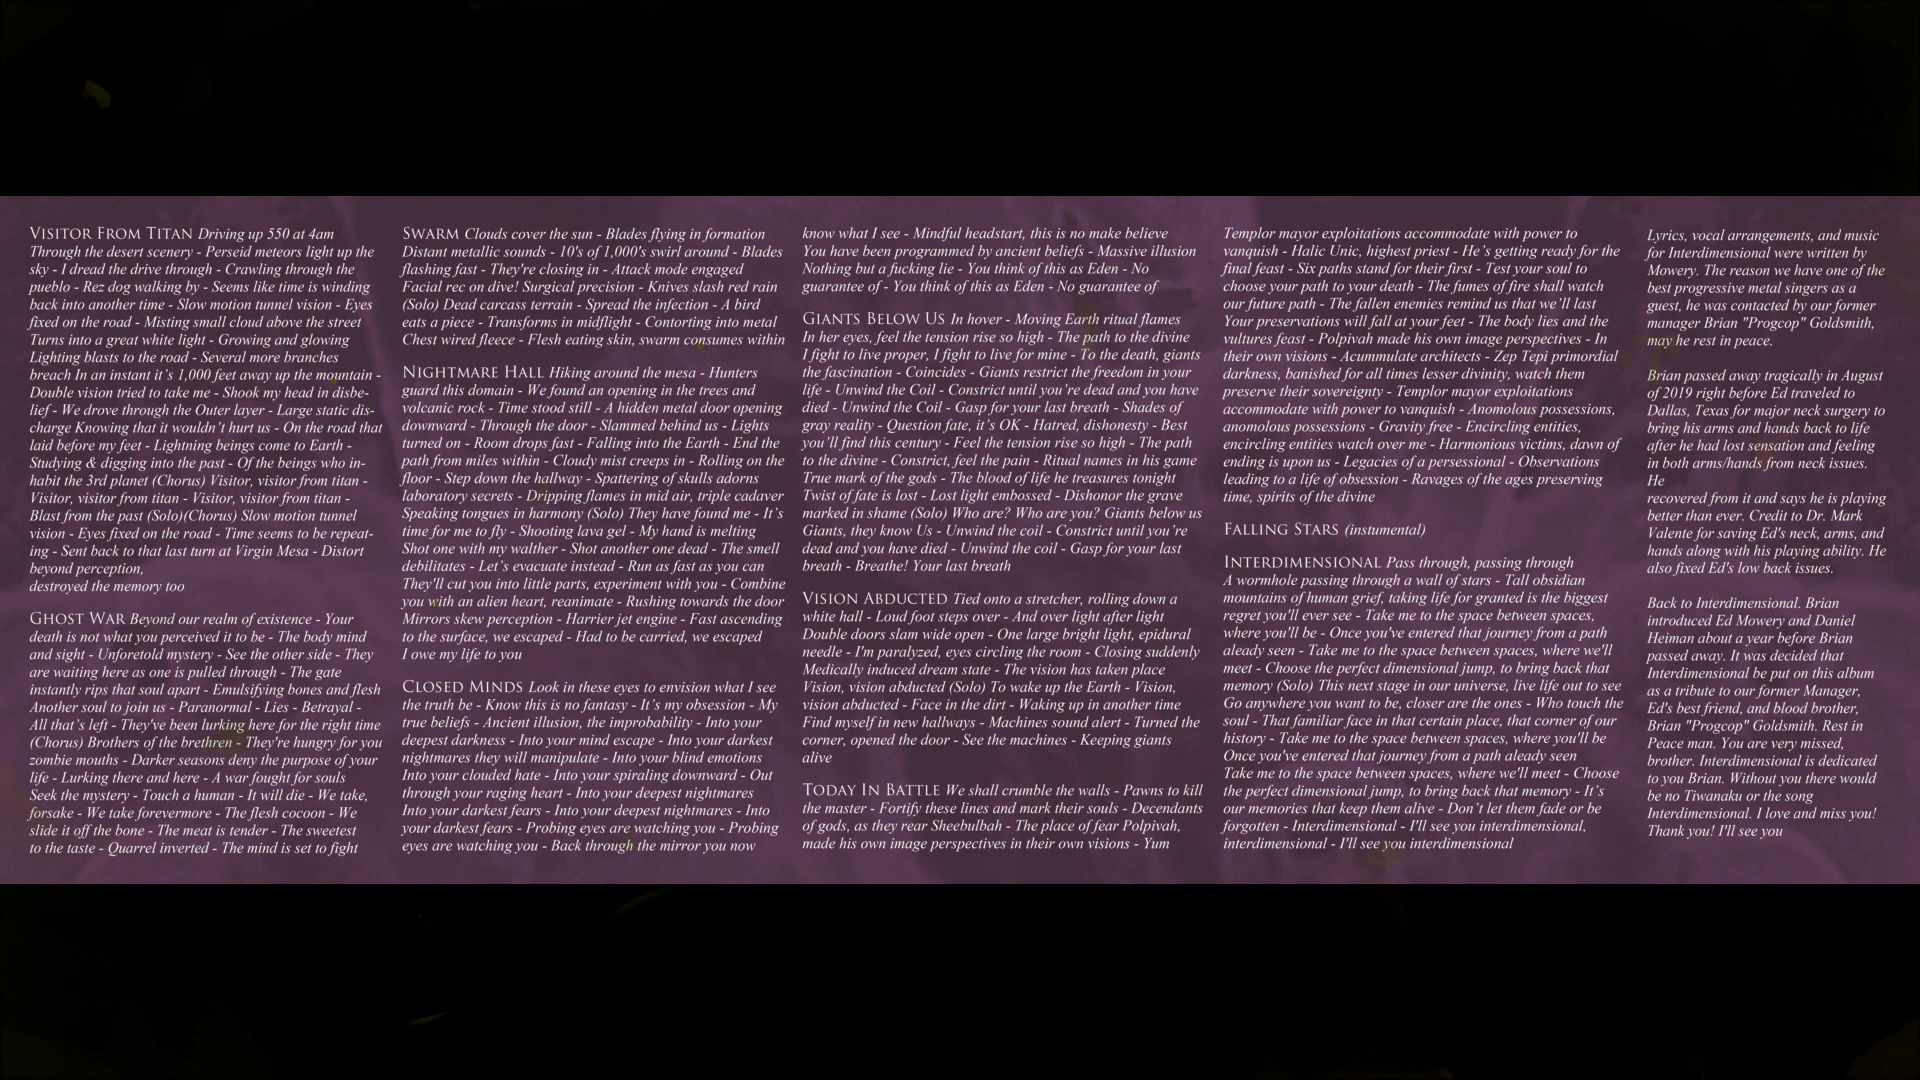 VISITOR FROM TITAN Driving up 550 at 4am
Through the desert scenery - Perseid meteors light up the
sky - I dread the drive through - Crawling through the
pueblo - Rez dog walking by - Seems like time is winding
back into another time - Slow motion tunnel vision - Eyes
fixed on the road - Misting small cloud above the street
Turns into a great white light - Growing and glowing
Lighting blasts to the road - Several more branches
breach In an instant it's 1,000 feet away up the mountain -
Double vision tried to take me - Shook my head in disbe-
lief - We drove through the Outer layer - Large static dis-
charge Knowing that it wouldn't hurt us - On the road that
laid before my feet - Lightning beings come to Earth -
Studying & digging into the past - Of the beings who in-
habit the 3rd planet (Chorus) Visitor, visitor from titan -
Visitor, visitor from titan - Visitor, visitor from titan -
Blast from the past (Solo)(Chorus) Slow motion tunnel
vision - Eyes fixed on the road - Time seems to be repeat-
ing - Sent back to that last turn at Virgin Mesa - Distort
beyond perception,
destroyed the memory too
GHOST WAR Beyond our realm of existence - Your
death is not what you perceived it to be - The body mind
and sight - Unforetold mystery - See the other side - They
are waiting here as one is pulled through - The gate
instantly rips that soul apart - Emulsifying bones and flesh
Another soul to join us - Paranormal - Lies - Betrayal -
All that's left - They've been lurking here for the right time
(Chorus) Brothers of the brethren - They're hungry for you
zombie mouths - Darker seasons deny the purpose of your
life - Lurking there and here - A war fought for souls
Seek the mystery - Touch a human - It will die - We take,
forsake - We take forevermore - The flesh cocoon - We
slide it off the bone - The meat is tender - The sweetest
to the taste - Quarrel inverted - The mind is set to fight
SWARM Clouds cover the sun - Blades flying in formation
Distant metallic sounds - 10's of 1,000's swirl around - Blades
flashing fast - They're closing in - Attack mode engaged
Facial rec on dive! Surgical precision - Knives slash red rain
(Solo) Dead carcass terrain - Spread the infection - A bird
eats a piece - Transforms in midflight - Contorting into metal
Chest wired fleece - Flesh eating skin, swarm consumes within
NIGHTMARE HALL Hiking around the mesa - Hunters
guard this domain - We found an opening in the trees and
volcanic rock - Time stood still - A hidden metal door opening
downward - Through the door - Slammed behind us - Lights
turned on - Room drops fast - Falling into the Earth - End the
path from miles within - Cloudy mist creeps in - Rolling on the
floor - Step down the hallway - Spattering of skulls adorns
laboratory secrets - Dripping flames in mid air, triple cadaver
Speaking tongues in harmony (Solo) They have found me - It's
time for me to fly - Shooting lava gel - My hand is melting
Shot one with my walther - Shot another one dead - The smell
debilitates - Let's evacuate instead - Run as fast as you can
They'll cut you into little parts, experiment with you - Combine
you with an alien heart, reanimate - Rushing towards the door
Mirrors skew perception - Harrier jet engine - Fast ascending
to the surface, we escaped - Had to be carried, we escaped
I owe my life to you
CLOSED MINDS Look in these eyes to envision what I see
the truth be - Know this is no fantasy - It's my obsession - My
true beliefs - Ancient illusion, the improbability - Into your
deepest darkness - Into your mind escape - Into your darkest
nightmares they will manipulate - Into your blind emotions
Into your clouded hate - Into your spiraling downward - Out
through your raging heart - Into your deepest nightmares
Into your darkest fears - Into your deepest nightmares - Into
your darkest fears - Probing eyes are watching you - Probing
eyes are watching you - Back through the mirror you now
know what I see - Mindful headstart, this is no make believe
You have been programmed by ancient beliefs - Massive illusion
Nothing but a fucking lie - You think of this as Eden - No
guarantee of - You think of this as Eden - No guarantee of
GIANTS BELOW US In hover - Moving Earth ritual flames
In her eyes, feel the tension rise so high - The path to the divine
I fight to live proper, I fight to live for mine - To the death, giants
the fascination - Coincides - Giants restrict the freedom in your
life - Unwind the Coil - Constrict until you're dead and you have
died - Unwind the Coil - Gasp for your last breath - Shades of
gray reality - Question fate, it's OK - Hatred, dishonesty - Best
you'll find this century - Feel the tension rise so high - The path
to the divine - Constrict, feel the pain - Ritual names in his game
True mark of the gods - The blood of life he treasures tonight
Twist of fate is lost - Lost light embossed - Dishonor the grave
marked in shame (Solo) Who are? Who are you? Giants below us
Giants, they know Us - Unwind the coil - Constrict until you're
dead and you have died - Unwind the coil - Gasp for your last
breath - Breathe! Your last breath
VISION ABDUCTED Tied onto a stretcher, rolling down a
white hall - Loud foot steps over - And over light after light
Double doors slam wide open - One large bright light, epidural
needle - I'm paralyzed, eyes circling the room - Closing suddenly
Medically induced dream state - The vision has taken place
Vision, vision abducted (Solo) To wake up the Earth - Vision,
vision abducted - Face in the dirt - Waking up in another time
Find myself in new hallways - Machines sound alert - Turned the
corner, opened the door - See the machines - Keeping giants
alive
TODAY IN BATTLE We shall crumble the walls - Pawns to kill
the master - Fortify these lines and mark their souls - Decendants
of gods, as they rear Sheebulbah - The place of fear Polpivah,
made his own image perspectives in their own visions - Yum
Templor mayor exploitations accommodate with power to
vanquish - Halic Unic, highest priest - He's getting ready for the
final feast - Six paths stand for their first - Test your soul to
choose your path to your death - The fumes of fire shall watch
our future path - The fallen enemies remind us that we'll last
Your preservations will fall at your feet - The body lies and the
vultures feast - Polpivah made his own image perspectives - In
their own visions - Acummulate architects - Zep Tepi primordial
darkness, banished for all times lesser divinity, watch them
preserve their sovereignty - Templor mayor exploitations
accommodate with power to vanquish - Anomolous possessions,
anomolous possessions - Gravity free - Encircling entities,
encircling entities watch over me - Harmonious victims, dawn of
ending is upon us - Legacies of a persessional - Observations
leading to a life of obsession - Ravages of the ages preserving
time, spirits of the divine
FALLING STARS (instumental)
INTERDIMENSIONAL Pass through, passing through
A wormhole passing through a wall of stars - Tall obsidian
mountains of human grief, taking life for granted is the biggest
regret you'll ever see - Take me to the space between spaces,
where you'll be - Once you've entered that journey from a path
aleady seen - Take me to the space between spaces, where we'll
meet - Choose the perfect dimensional jump, to bring back that
memory (Solo) This next stage in our universe, live life out to see
Go anywhere you want to be, closer are the ones - Who touch the
soul - That familiar face in that certain place, that corner of our
history - Take me to the space between spaces, where you'll be
Once you've entered that journey from a path aleady seen
Take me to the space between spaces, where we'll meet - Choose
the perfect dimensional jump, to bring back that memory - It's
our memories that keep them alive - Don't let them fade or be
forgotten - Interdimensional - I'll see you interdimensional,
interdimensional - I'll see you interdimensional
Lyrics, vocal arrangements, and music
for Interdimensional were written by
Mowery. The reason we have one of the
best progressive metal singers as a
guest, he was contacted by our former
manager Brian "Progcop" Goldsmith,
may he rest in peace.
Brian passed away tragically in August
of 2019 right before Ed traveled to
Dallas, Texas for major neck surgery to
bring his arms and hands back to life
after he had lost sensation and feeling
in both arms/hands from neck issues.
He
recovered from it and says he is playing
better than ever. Credit to Dr. Mark
Valente for saving Ed's neck, arms, and
hands along with his playing ability. He
also fixed Ed's low back issues.
Back to Interdimensional. Brian
introduced Ed Mowery and Daniel
Heiman about a year before Brian
passed away. It was decided that
Interdimensional be put on this album
as a tribute to our former Manager,
Ed's best friend, and blood brother,
Brian "Progcop" Goldsmith. Rest in
Peace man. You are very missed,
brother. Interdimensional is dedicated
to you Brian. Without you there would
be no Tiwanaku or the song
Interdimensional. I love and miss you!
Thank you! I'll see you